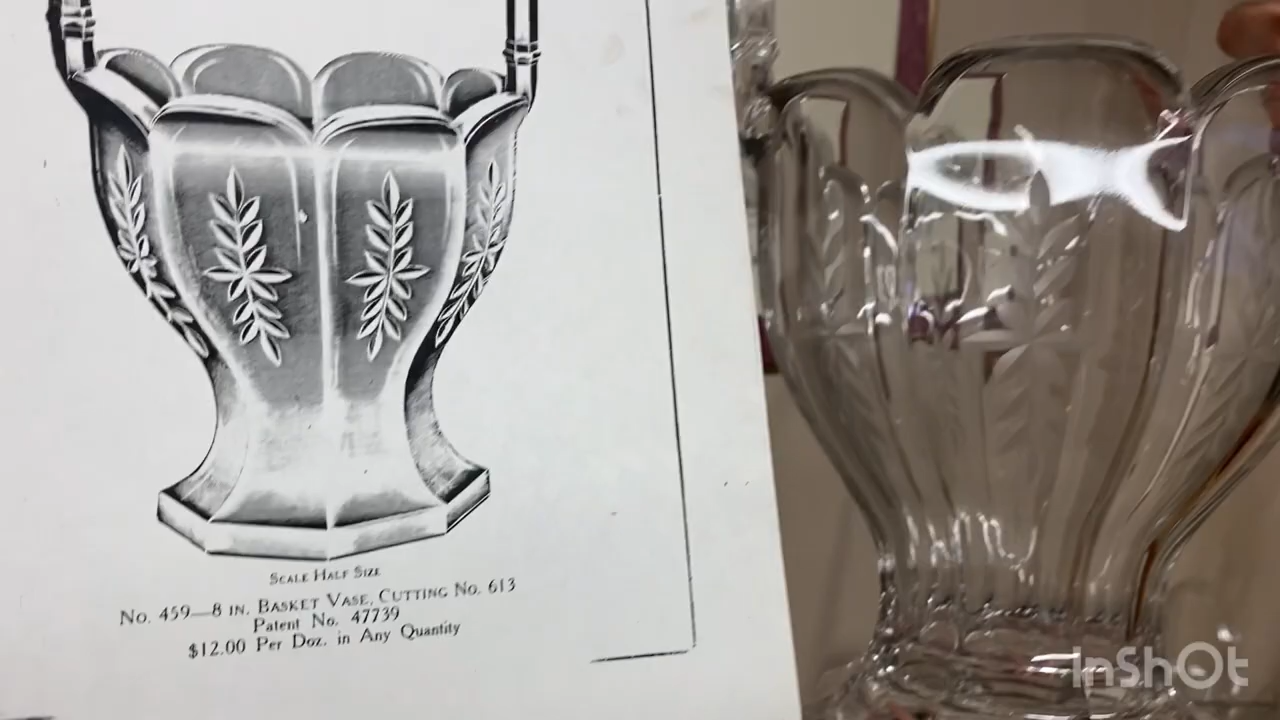 Scale Half Size
No. 459—8 in. Basket Vase, Cutting No. 613
Patent No. 47739
$12.00 Per Doz. in Any Quantity
InShOt